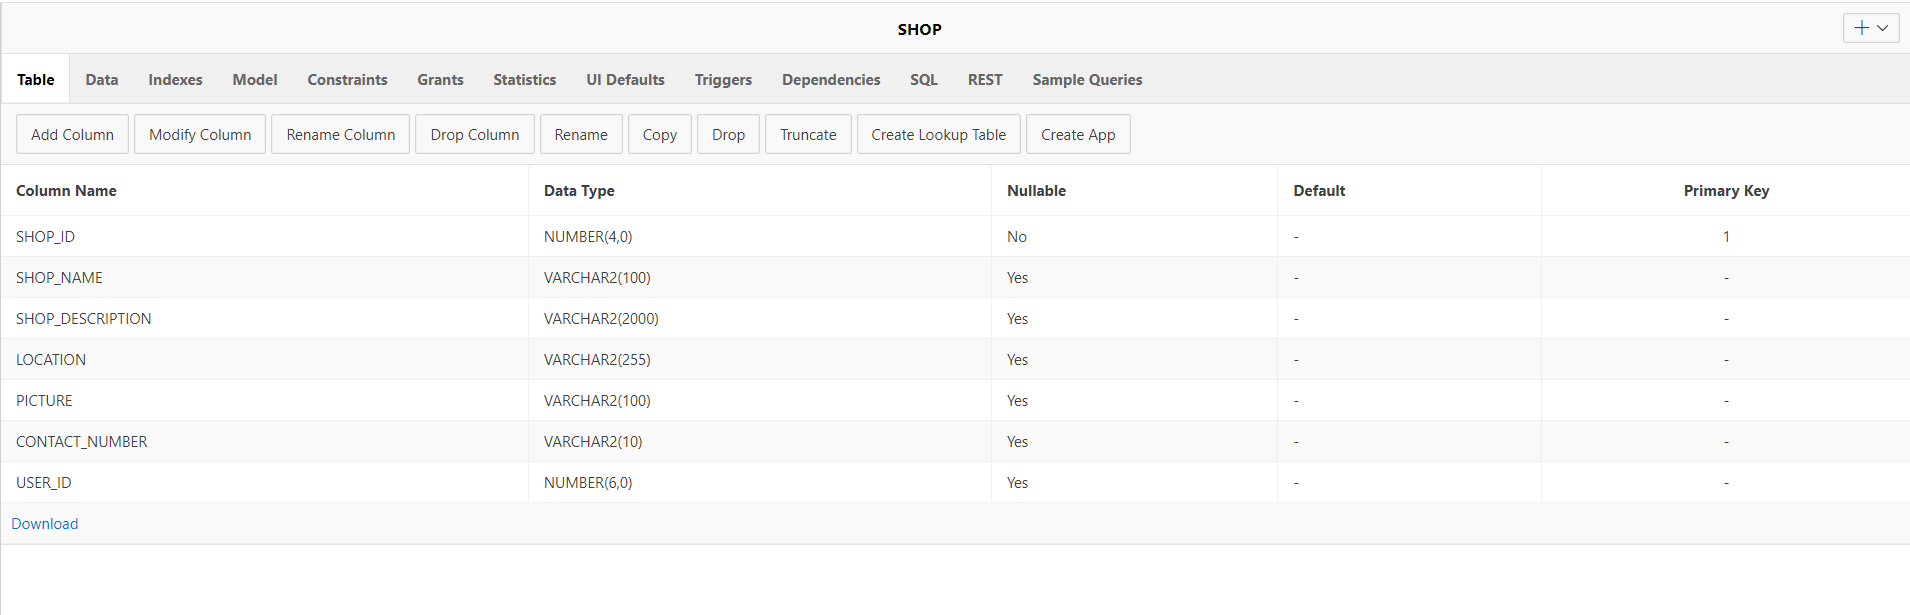 SHOP
Table Data Indexes Model Constraints Grants Statistics UI Defaults Triggers Dependencies SQL REST Sample Queries
Add Column Modify Column Rename Column Drop Column Rename Copy Drop Truncate Create Lookup Table Create App
Column Name Data Type Nullable Default Primary Key
SHOP_ID NUMBER(4,0) No - 1
SHOP_NAME VARCHAR2(100) Yes - -
SHOP_DESCRIPTION VARCHAR2(2000) Yes - -
LOCATION VARCHAR2(255) Yes - -
PICTURE VARCHAR2(100) Yes - -
CONTACT_NUMBER VARCHAR2(10) Yes - -
USER_ID NUMBER(6,0) Yes - -
Download